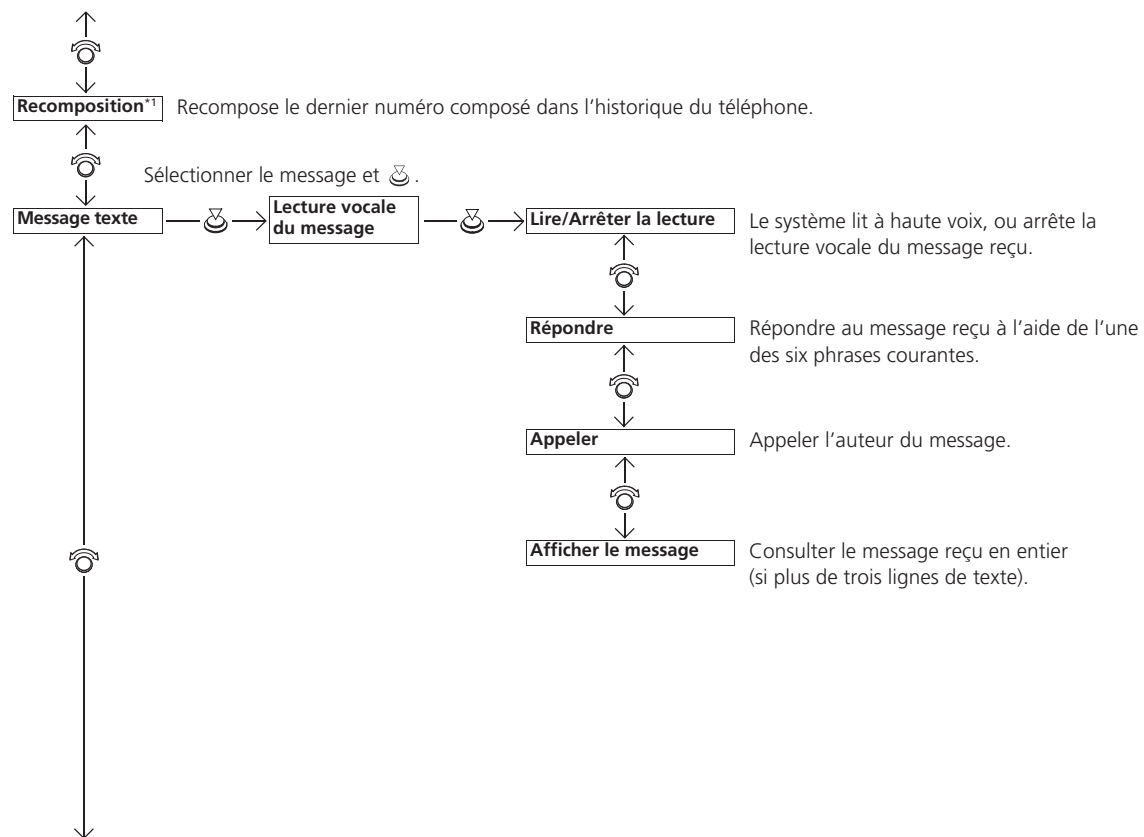 Recomposition*1 Recompose le dernier numéro composé dans l'historique du téléphone.
Sélectionner le message et .
Message texte
Lecture vocale
du message
Lire/Arrêter la lecture
Le système lit à haute voix, ou arrête la
lecture vocale du message reçu.
Répondre
Répondre au message reçu à l'aide de l'une
des six phrases courantes.
Appeler
Appeler l'auteur du message.
Afficher le message
Consulter le message reçu en entier
(si plus de trois lignes de texte).